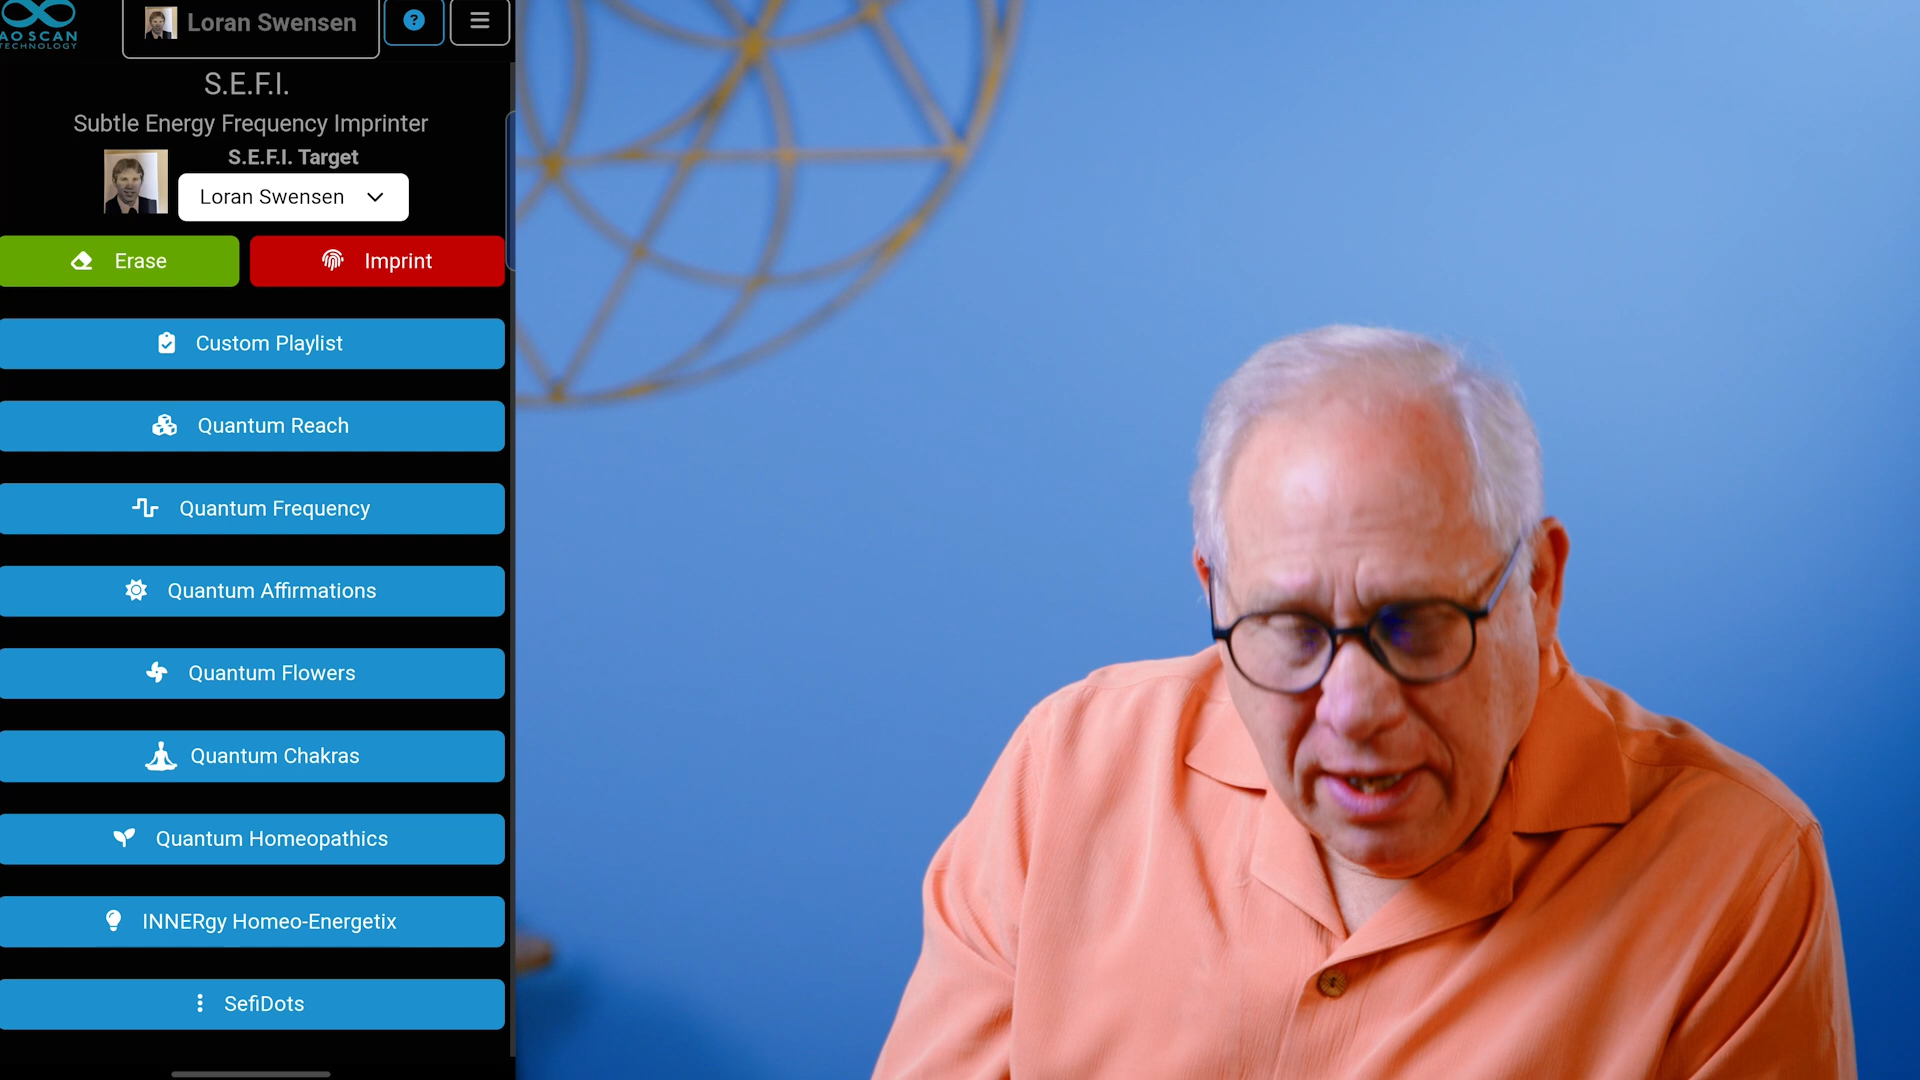 AO SCAN
TECHNOLOGY
Loran Swensen
?
S.E.F.I.
Subtle Energy Frequency Imprinter
S.E.F.I. Target
Loran Swensen
Erase
Imprint
Custom Playlist
Quantum Reach
Quantum Frequency
Quantum Affirmations
Quantum Flowers
Quantum Chakras
Quantum Homeopathics
INNERgy Homeo-Energetix
SefiDots